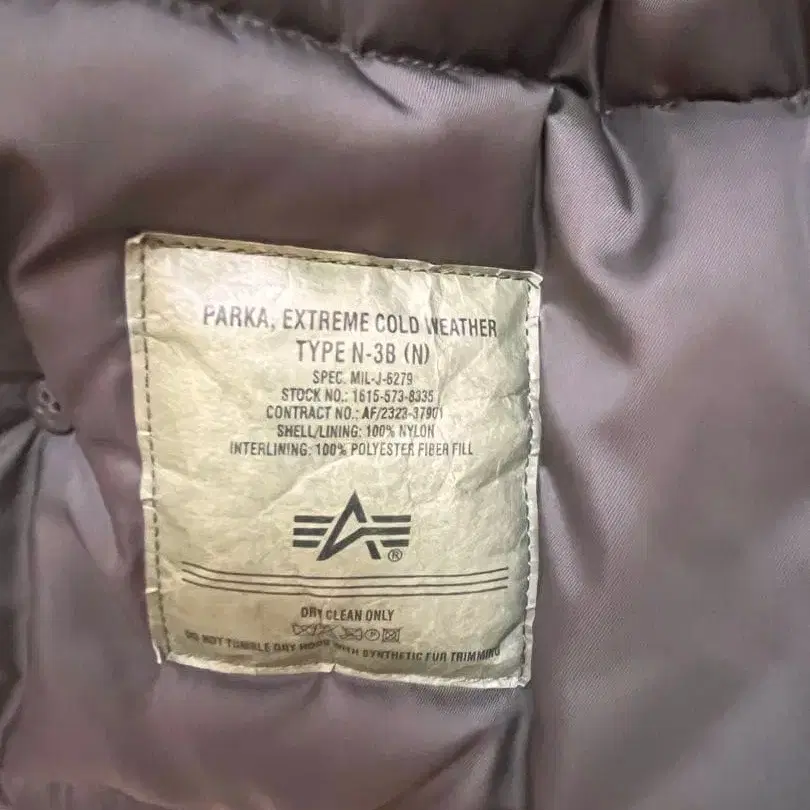 PARKA, EXTREME COLD WEATHER
TYPE N-3B (N)
SPEC. MIL-J-6279
STOCK NO.: 1615-573-8335
CONTRACT NO.: AF/2323-37901
SHELL/LINING: 100% NYLON
INTERLINING: 100% POLYESTER FIBER FILL
®
DRY CLEAN ONLY
P
DO NOT TUMBLE DRY HOOD WITH SYNTHETIC FUR TRIMMING